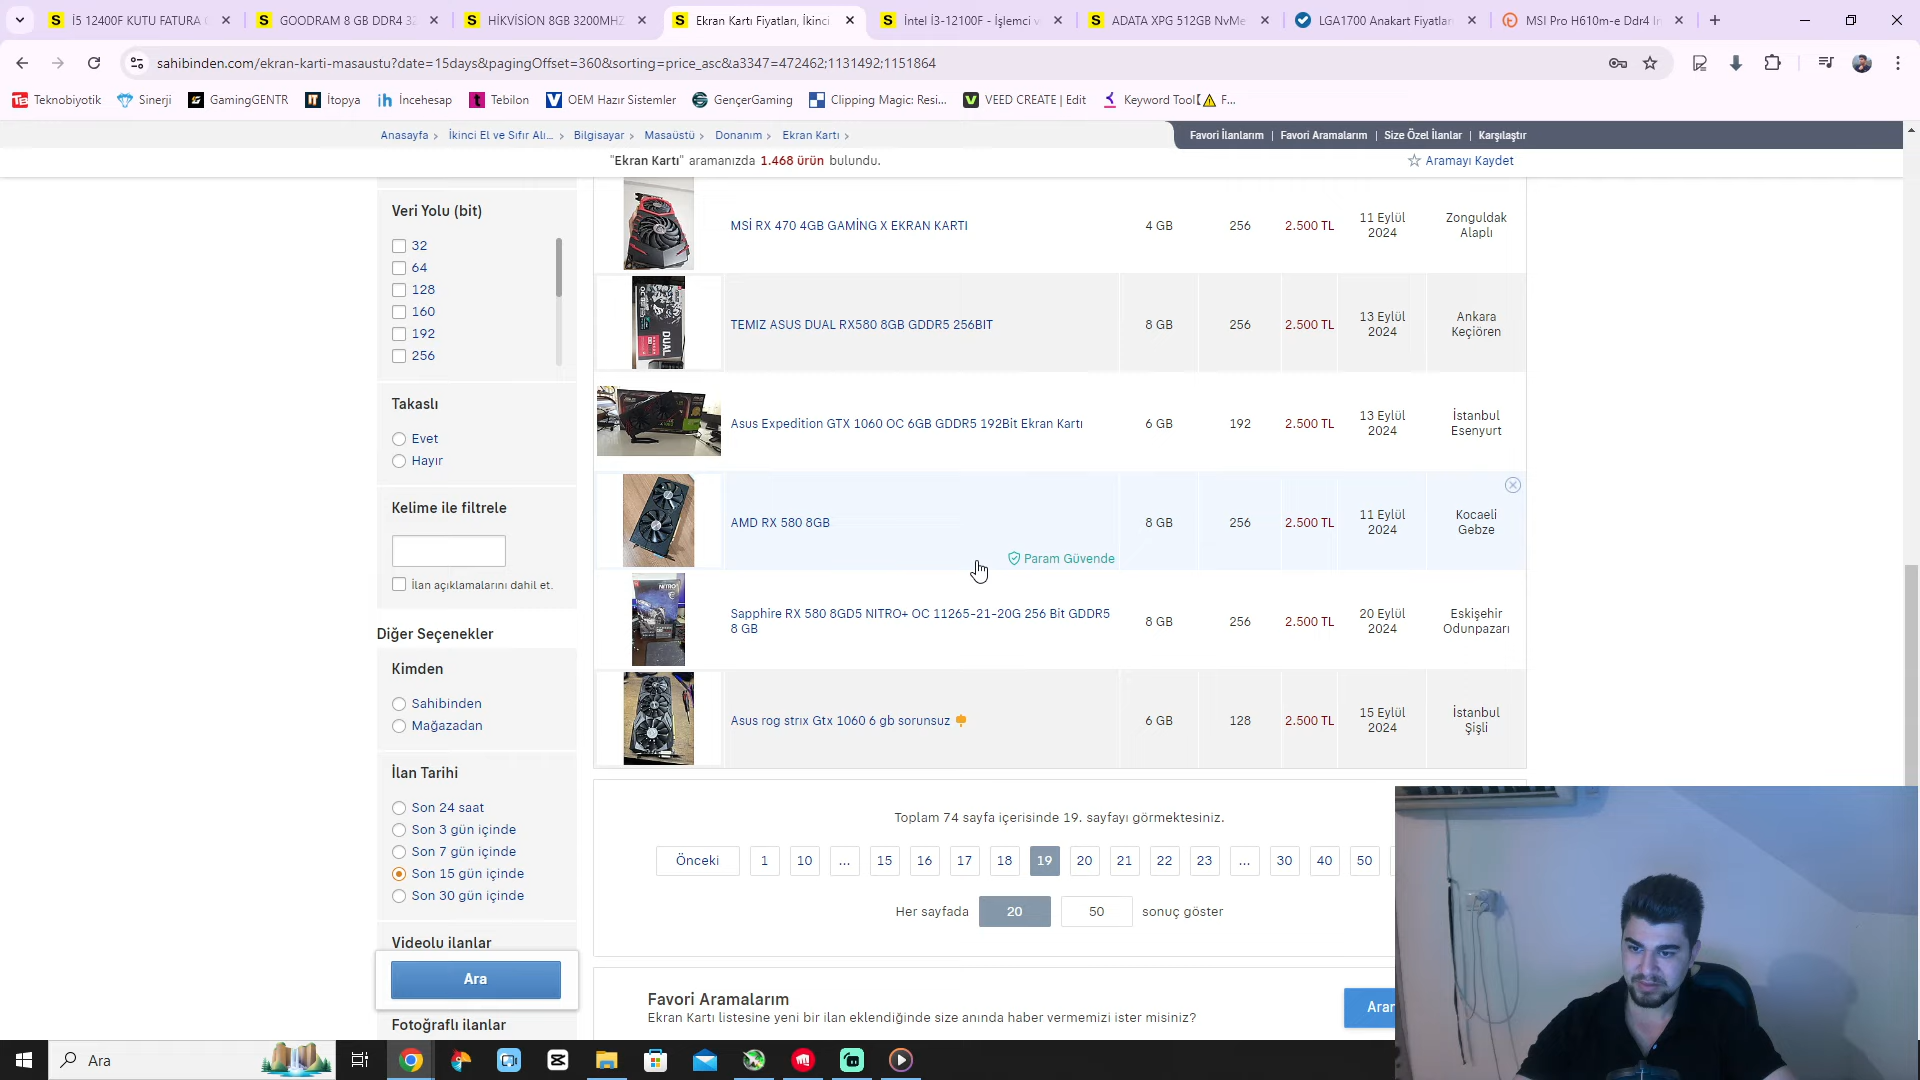 İ5 12400F KUTU FATURA
GOODRAM 8 GB DDR4 32
HİKVİSİON 8GB 3200MHZ
Ekran Kartı Fiyatları, İkinci
İntel İ3-12100F - İşlemci v
ADATA XPG 512GB NvMe
LGA1700 Anakart Fiyatları
MSI Pro H610m-e Ddr4 In
sahibinden.com/ekran-karti-masaustu?date=15days&pagingOffset=360&sorting=price_asc&a3347=472462;1131492;1151864
Teknobiyotik
Sinerji
GamingGENTR
İtopya
İncehesap
Tebilon
OEM Hazır Sistemler
GençerGaming
Clipping Magic: Resi...
VEED CREATE | Edit
Keyword Tool【⚠ F...
Anasayfa > İkinci El ve Sıfır Alı... > Bilgisayar > Masaüstü > Donanım > Ekran Kartı >
Favori İlanlarım | Favori Aramalarım | Size Özel İlanlar | Karşılaştır
"Ekran Kartı" aramanızda 1.468 ürün bulundu.
Aramayı Kaydet
Veri Yolu (bit)
32
64
128
160
192
256
Takaslı
Evet
Hayır
Kelime ile filtrele
İlan açıklamalarını dahil et.
Diğer Seçenekler
Kimden
Sahibinden
Mağazadan
İlan Tarihi
Son 24 saat
Son 3 gün içinde
Son 7 gün içinde
Son 15 gün içinde
Son 30 gün içinde
Videolu ilanlar
Ara
Fotoğraflı ilanlar
MSİ RX 470 4GB GAMİNG X EKRAN KARTI 4 GB 256 2.500 TL 11 Eylül 2024 Zonguldak Alaplı
TEMIZ ASUS DUAL RX580 8GB GDDR5 256BIT 8 GB 256 2.500 TL 13 Eylül 2024 Ankara Keçiören
Asus Expedition GTX 1060 OC 6GB GDDR5 192Bit Ekran Kartı 6 GB 192 2.500 TL 13 Eylül 2024 İstanbul Esenyurt
AMD RX 580 8GB 8 GB 256 2.500 TL 11 Eylül 2024 Kocaeli Gebze
Param Güvende
Sapphire RX 580 8GD5 NITRO+ OC 11265-21-20G 256 Bit GDDR5
8 GB 8 GB 256 2.500 TL 20 Eylül 2024 Eskişehir Odunpazarı
Asus rog strıx Gtx 1060 6 gb sorunsuz 6 GB 128 2.500 TL 15 Eylül 2024 İstanbul Şişli
Toplam 74 sayfa içerisinde 19. sayfayı görmektesiniz.
Önceki 1 10 ... 15 16 17 18 19 20 21 22 23 ... 30 40 50
Her sayfada 20 50 sonuç göster
Favori Aramalarım
Ekran Kartı listesine yeni bir ilan eklendiğinde size anında haber vermemizi ister misiniz?
Arar
Ara